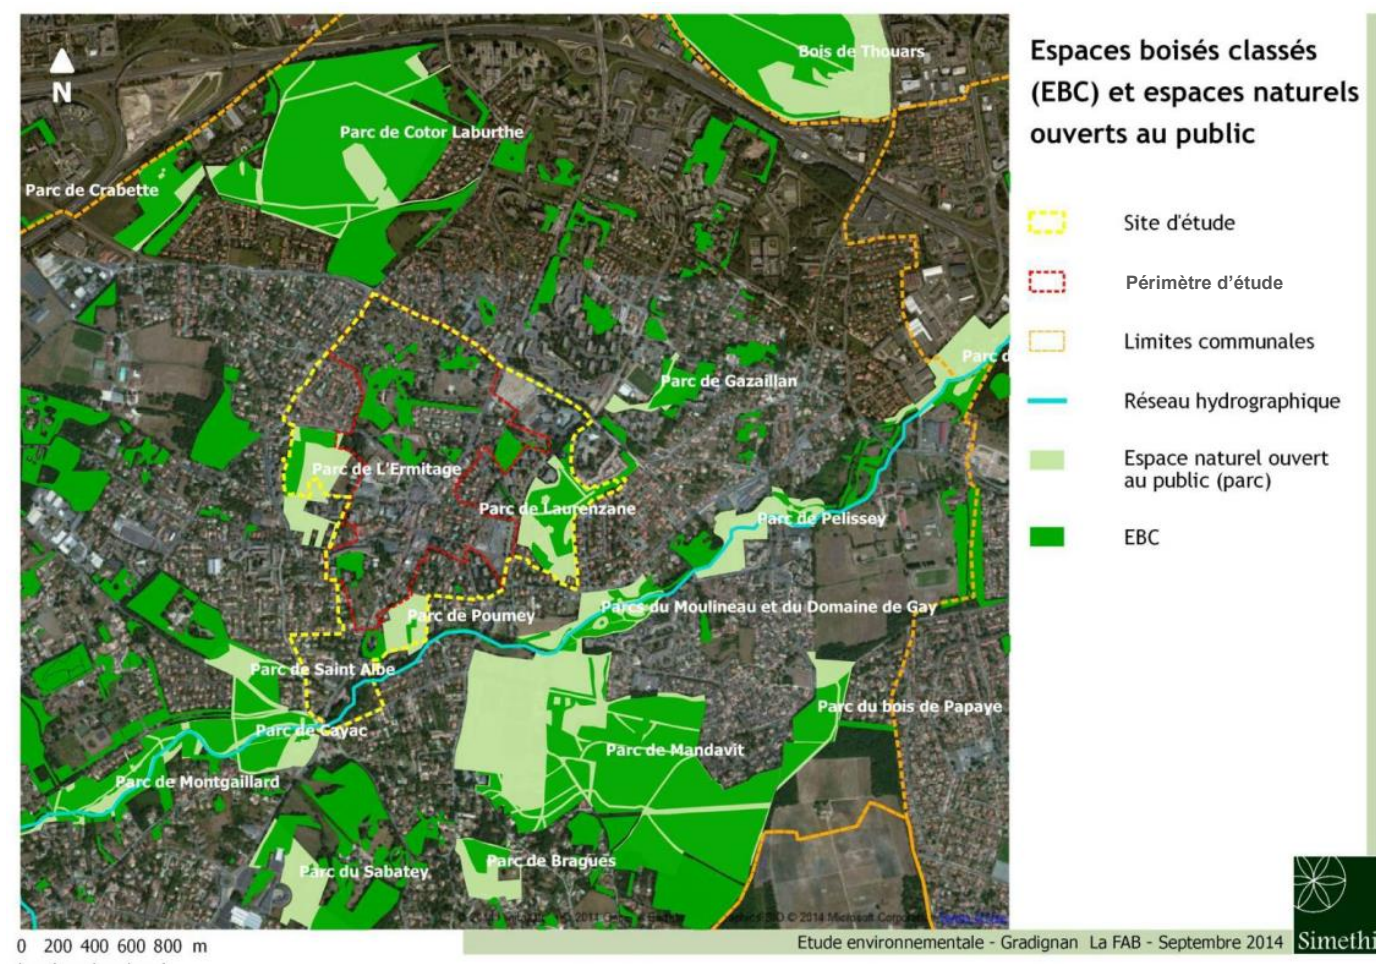 Espaces boisés classés
(EBC) et espaces naturels
ouverts au public
N
Bois de Thouars
Parc de Cotor Laburthe
Parc de Crabette
Parc d
Parc de Gazaillan
Parc de L'Ermitage
Parc de Laurenzane
Parc de Pelissey
Parcs du Moulineau et du Domaine de Gay
Parc de Poumey
Parc de Saint Albe
Parc du bois de Papaye
Parc de Cayac
Parc de Mandavit
Parc de Montgaillard
Parc de Bragues
Parc du Sabatey
Site d'étude
Périmètre d’étude
Limites communales
Réseau hydrographique
Espace naturel ouvert
au public (parc)
EBC
© 2014 Microsoft
0 200 400 600 800 m
Etude environnementale - Gradignan La FAB - Septembre 2014
Simethi